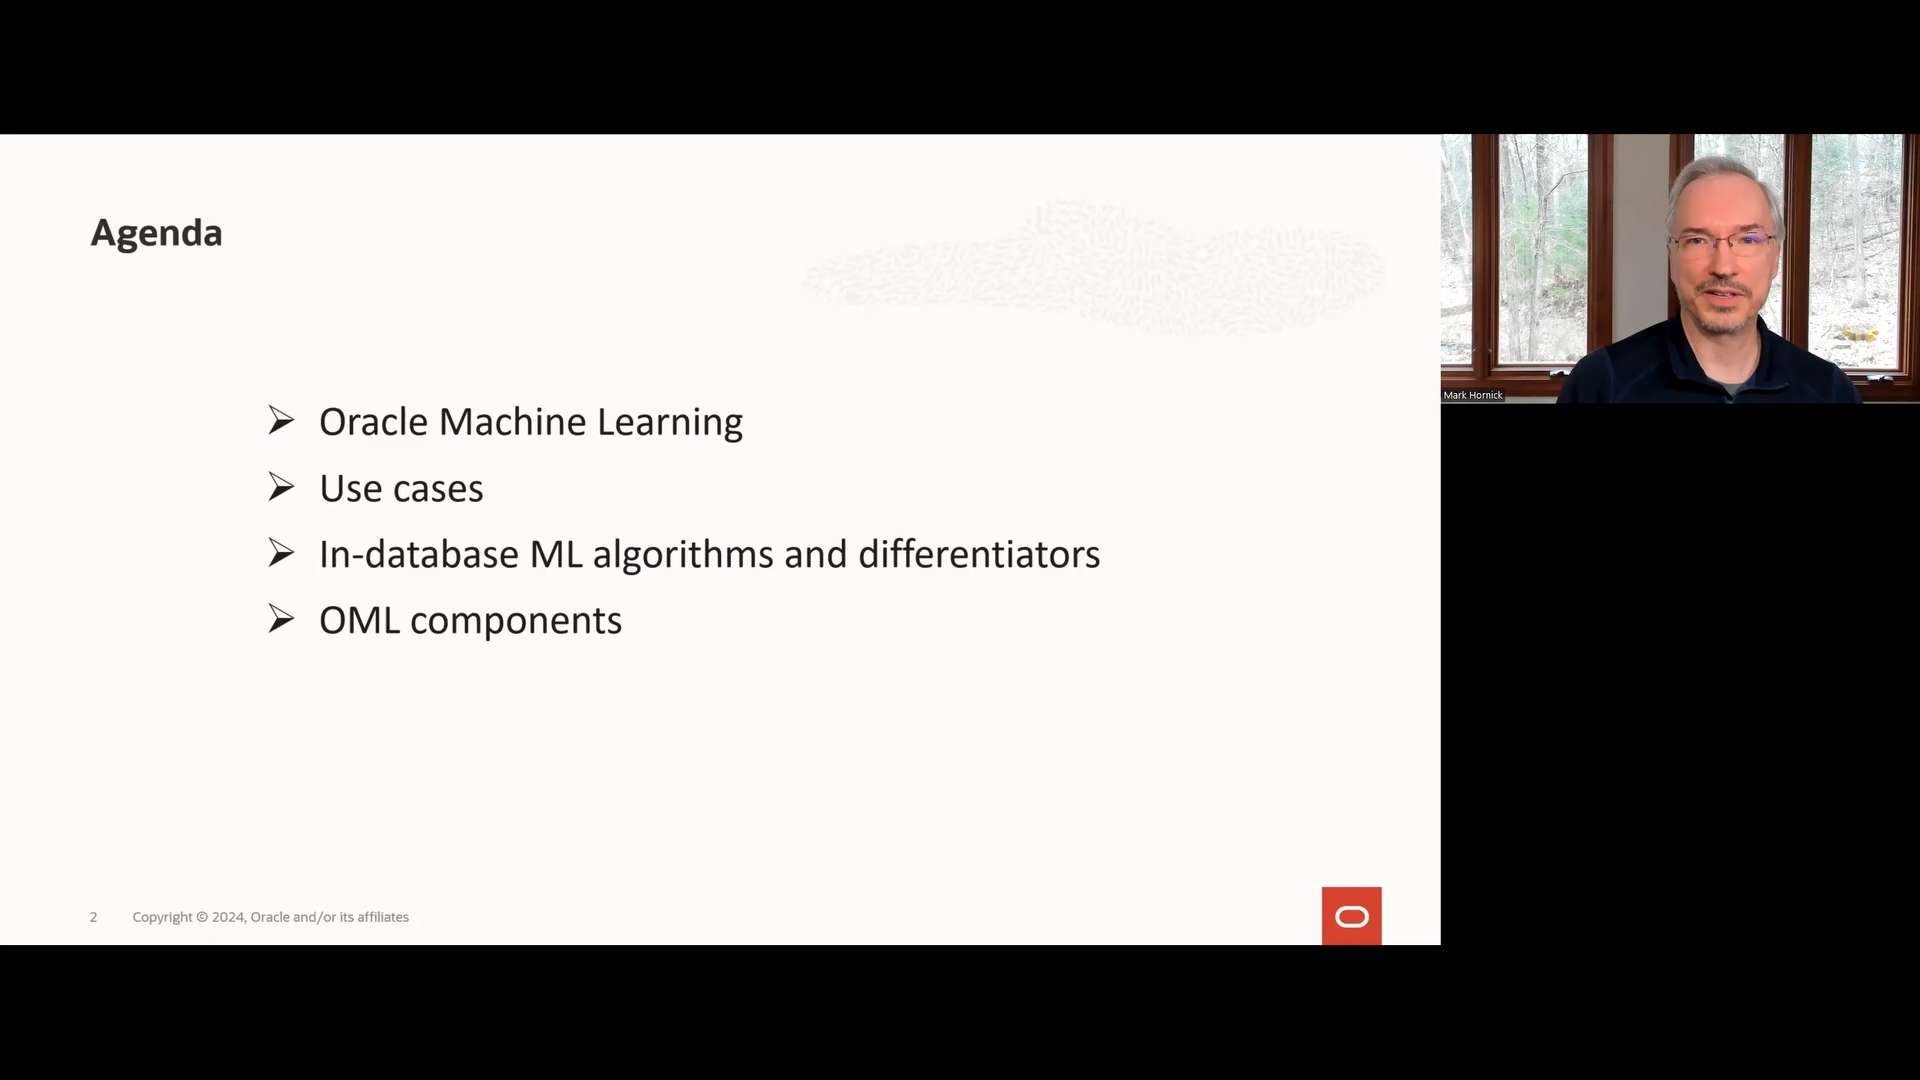 Agenda
➢ Oracle Machine Learning
➢ Use cases
➢ In-database ML algorithms and differentiators
➢ OML components
2 Copyright © 2024, Oracle and/or its affiliates
Mark Hornick